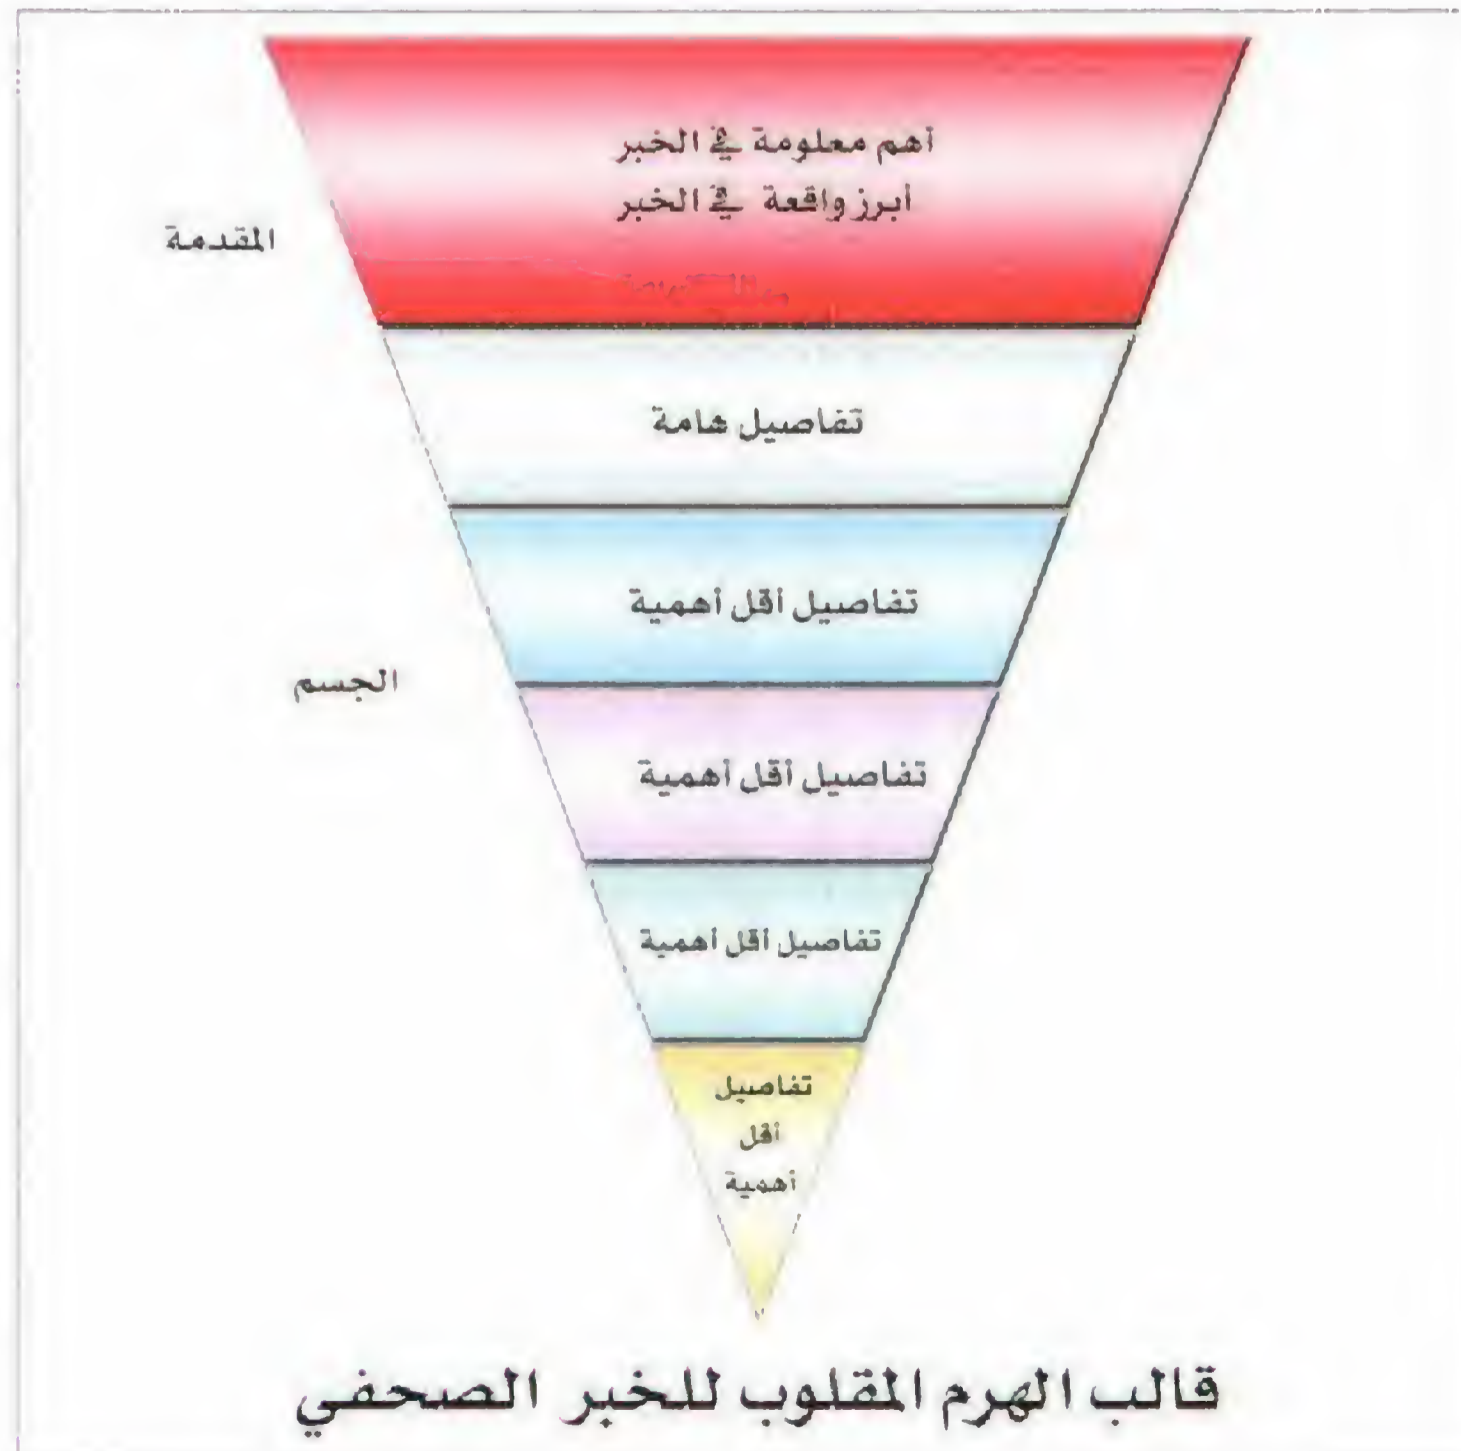 أهم معلومة في الخبر
أبرز واقعة في الخبر
المقدمة
تفاصيل هامة
تفاصيل أقل أهمية
الجسم
تفاصيل أقل أهمية
تفاصيل أقل أهمية
تفاصيل
أقل
أهمية
قالب الهرم المقلوب للخبر الصحفي